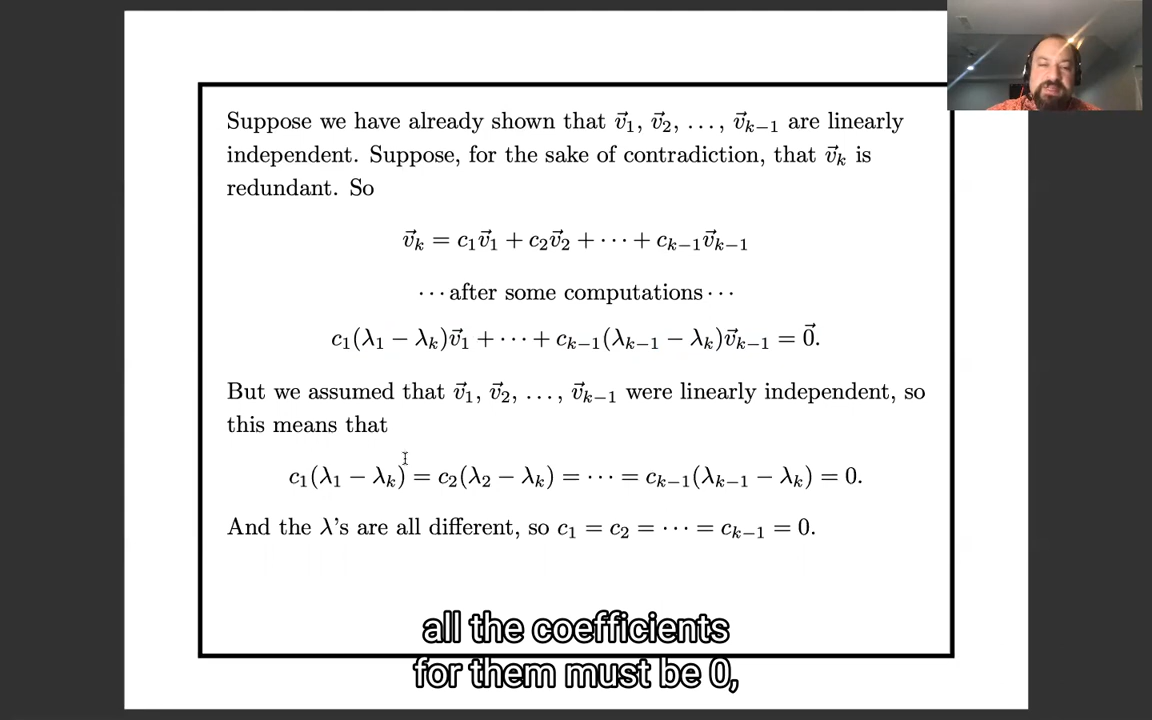 Suppose we have already shown that v⃗₁, v⃗₂, …, v⃗ₖ₋₁ are linearly
independent. Suppose, for the sake of contradiction, that v⃗ₖ is
redundant. So
v⃗ₖ = c₁v⃗₁ + c₂v⃗₂ + ⋯ + cₖ₋₁v⃗ₖ₋₁
⋯ after some computations ⋯
c₁(λ₁ − λₖ)v⃗₁ + ⋯ + cₖ₋₁(λₖ₋₁ − λₖ)v⃗ₖ₋₁ = 0⃗.
But we assumed that v⃗₁, v⃗₂, …, v⃗ₖ₋₁ were linearly independent, so
this means that
c₁(λ₁ − λₖ) = c₂(λ₂ − λₖ) = ⋯ = cₖ₋₁(λₖ₋₁ − λₖ) = 0.
And the λ's are all different, so c₁ = c₂ = ⋯ = cₖ₋₁ = 0.
all the coefficients
for them must be 0,